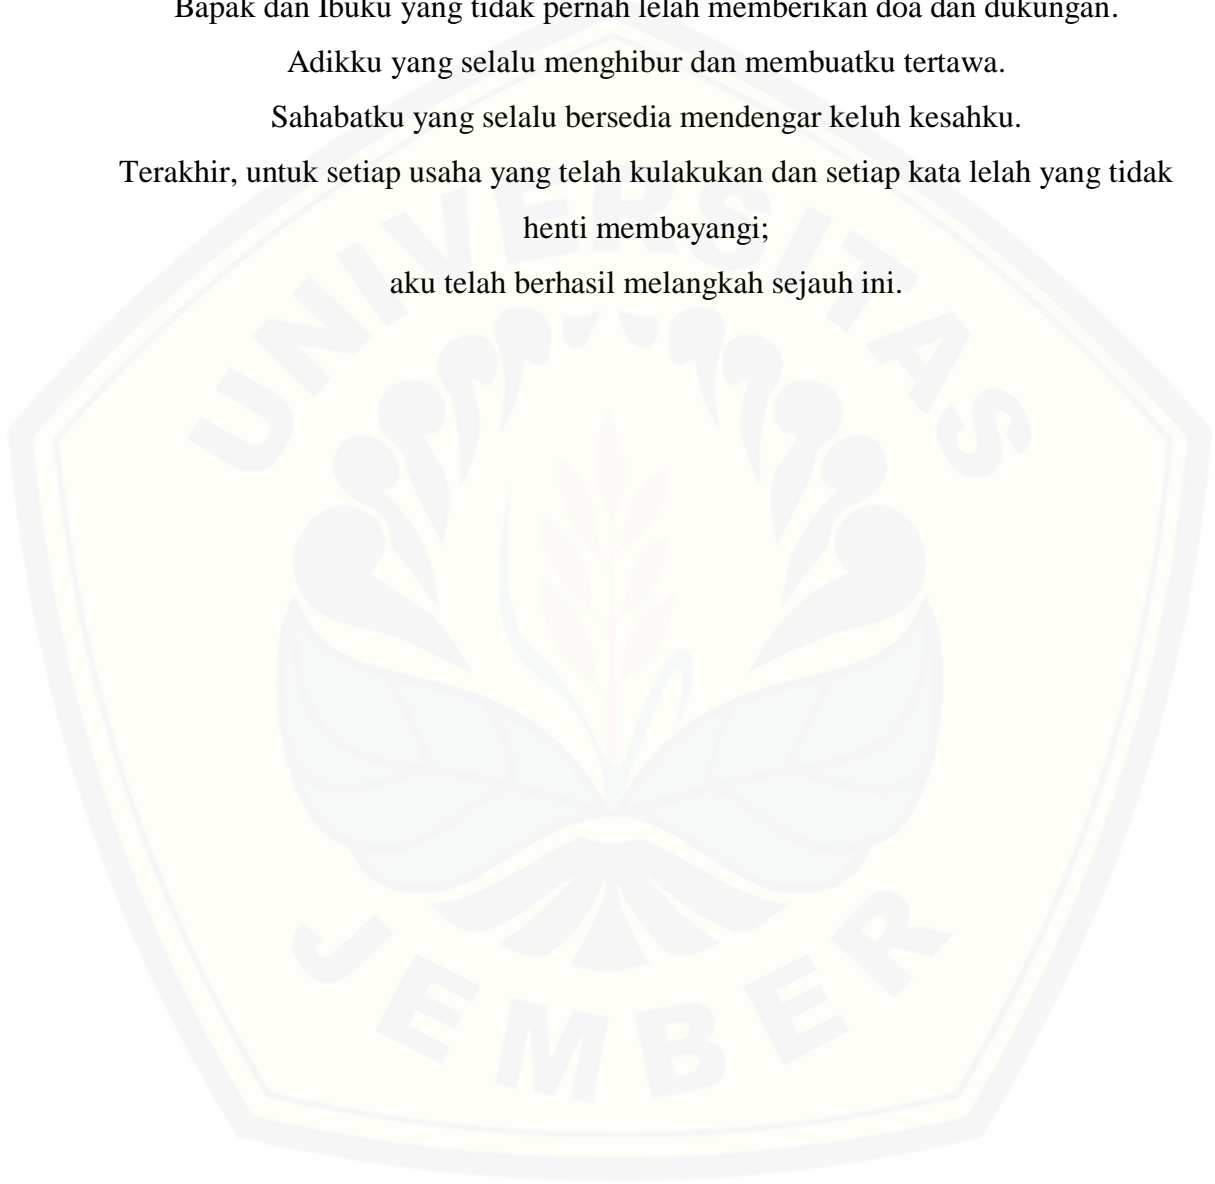 Bapak dan Ibuku yang tidak pernah lelah memberikan doa dan dukungan.
Adikku yang selalu menghibur dan membuatku tertawa.
Sahabatku yang selalu bersedia mendengar keluh kesahku.
Terakhir, untuk setiap usaha yang telah kulakukan dan setiap kata lelah yang tidak
henti membayangi;
aku telah berhasil melangkah sejauh ini.
UNIVERSITAS
JEMBER